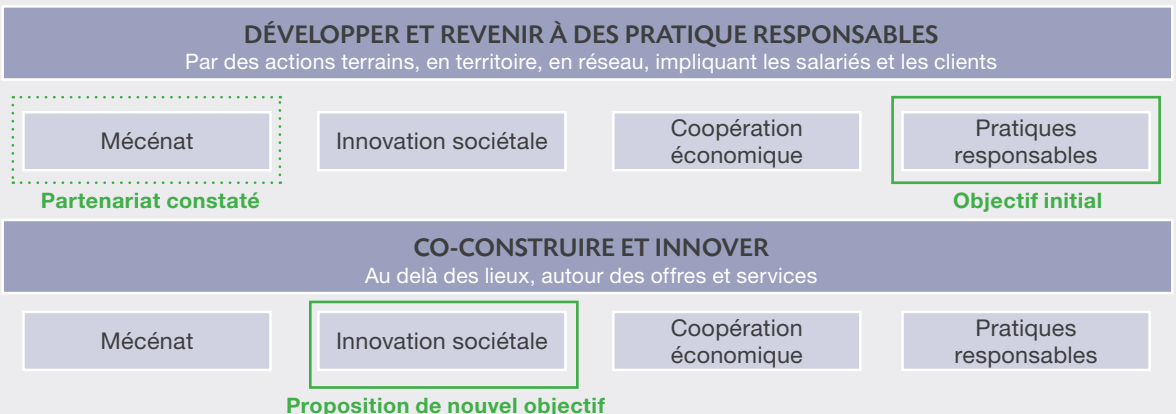 DÉVELOPPER ET REVENIR À DES PRATIQUE RESPONSABLES
Par des actions terrains, en territoire, en réseau, impliquant les salariés et les clients
Mécénat
Innovation sociétale
Coopération
économique
Pratiques
responsables
Partenariat constaté
Objectif initial
CO-CONSTRUIRE ET INNOVER
Au delà des lieux, autour des offres et services
Mécénat
Innovation sociétale
Coopération
économique
Pratiques
responsables
Proposition de nouvel objectif